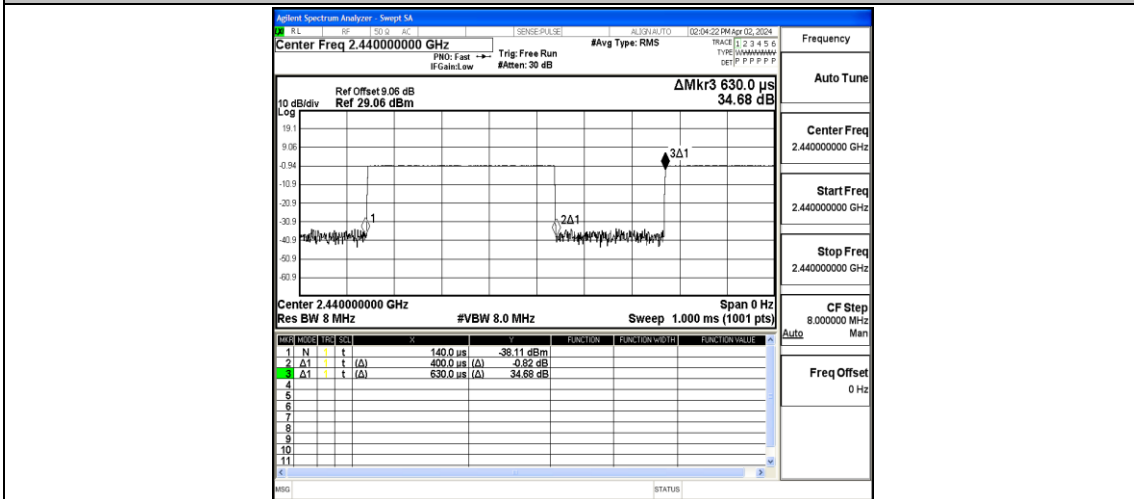 Agilent Spectrum Analyzer - Swept SA
RL RF 50 Ω AC SENSE:PULSE ALIGNAUTO 02:04:22 PM Apr 02, 2024
Center Freq 2.440000000 GHz #Avg Type: RMS TRACE 1 2 3 4 5 6
PNO: Fast Trig: Free Run TYPE
IFGain:Low #Atten: 30 dB DET P P P P P P
Frequency
Auto Tune
ΔMkr3 630.0 µs
34.68 dB
Ref Offset 9.06 dB
10 dB/div Ref 29.06 dBm
Log
19.1
9.06
-0.94
-10.9
-20.9
-30.9
-40.9
-50.9
-60.9
1
2Δ1
3Δ1
Center Freq
2.440000000 GHz
Start Freq
2.440000000 GHz
Stop Freq
2.440000000 GHz
Center 2.440000000 GHz Span 0 Hz
Res BW 8 MHz #VBW 8.0 MHz Sweep 1.000 ms (1001 pts)
CF Step
8.000000 MHz
Auto Man
MKR MODE TRC SCL X Y FUNCTION FUNCTION WIDTH FUNCTION VALUE
1 N 1 t 140.0 µs -38.11 dBm
2 Δ1 1 t (Δ) 400.0 µs (Δ) -0.82 dB
3 Δ1 1 t (Δ) 630.0 µs (Δ) 34.68 dB
4
5
6
7
8
9
10
11
Freq Offset
0 Hz
MSG STATUS